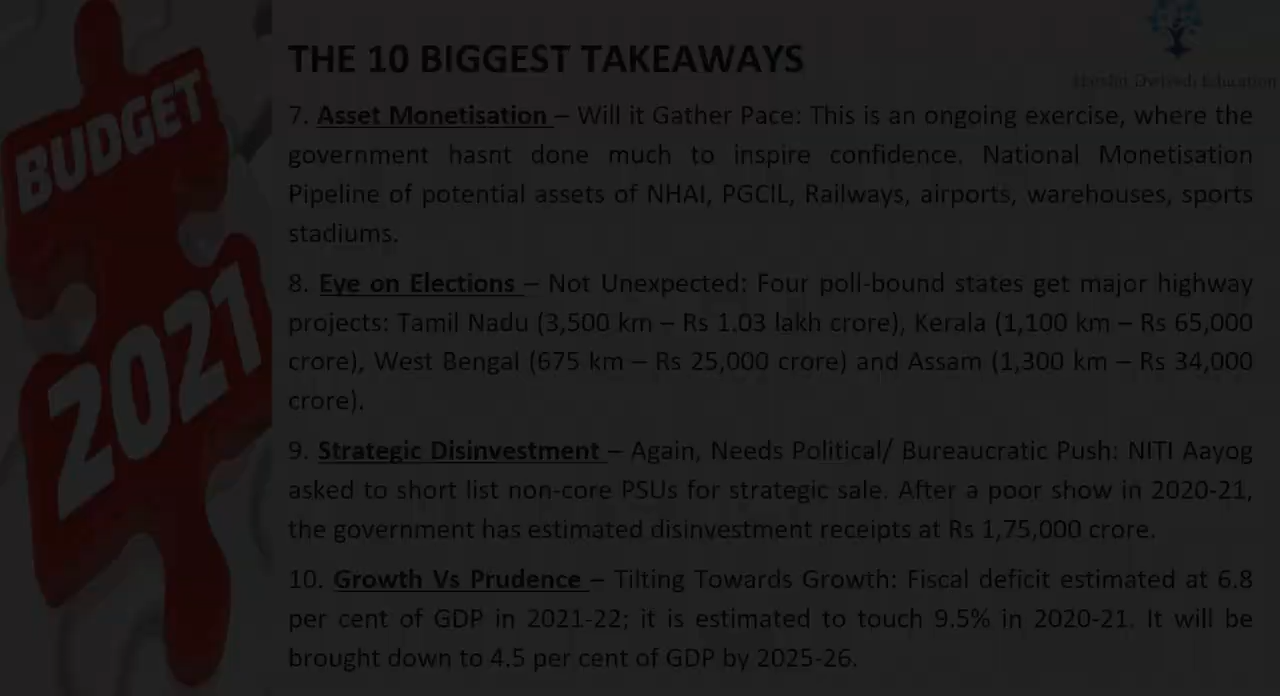 BUDGET
2021
THE 10 BIGGEST TAKEAWAYS
7. Asset Monetisation – Will it Gather Pace: This is an ongoing exercise, where the
government hasnt done much to inspire confidence. National Monetisation
Pipeline of potential assets of NHAI, PGCIL, Railways, airports, warehouses, sports
stadiums.
8. Eye on Elections – Not Unexpected: Four poll-bound states get major highway
projects: Tamil Nadu (3,500 km – Rs 1.03 lakh crore), Kerala (1,100 km – Rs 65,000
crore), West Bengal (675 km – Rs 25,000 crore) and Assam (1,300 km – Rs 34,000
crore).
9. Strategic Disinvestment – Again, Needs Political/ Bureaucratic Push: NITI Aayog
asked to short list non-core PSUs for strategic sale. After a poor show in 2020-21,
the government has estimated disinvestment receipts at Rs 1,75,000 crore.
10. Growth Vs Prudence – Tilting Towards Growth: Fiscal deficit estimated at 6.8
per cent of GDP in 2021-22; it is estimated to touch 9.5% in 2020-21. It will be
brought down to 4.5 per cent of GDP by 2025-26.
Dwivedi Education